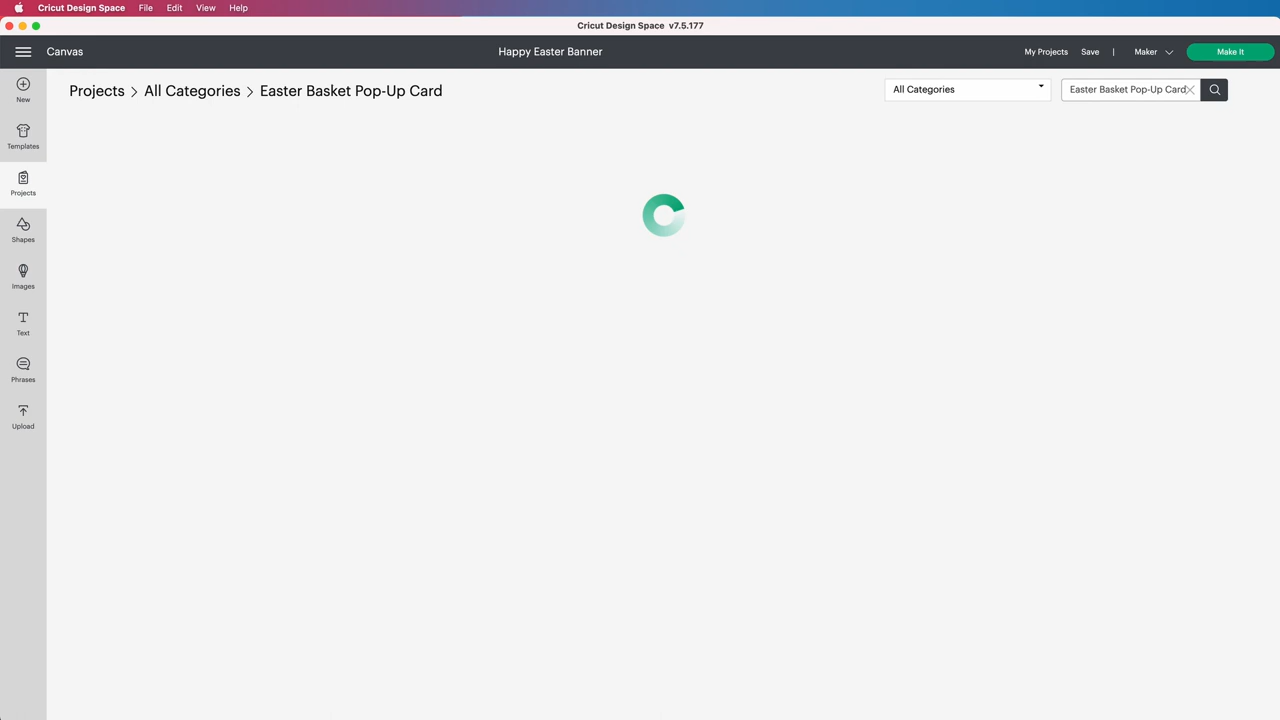 Cricut Design Space File Edit View Help
Cricut Design Space v7.5.177
Canvas Happy Easter Banner My Projects Save | Maker Make It
New
Templates
Projects
Shapes
Images
Text
Phrases
Upload
Projects > All Categories > Easter Basket Pop-Up Card
All Categories
Easter Basket Pop-Up Card